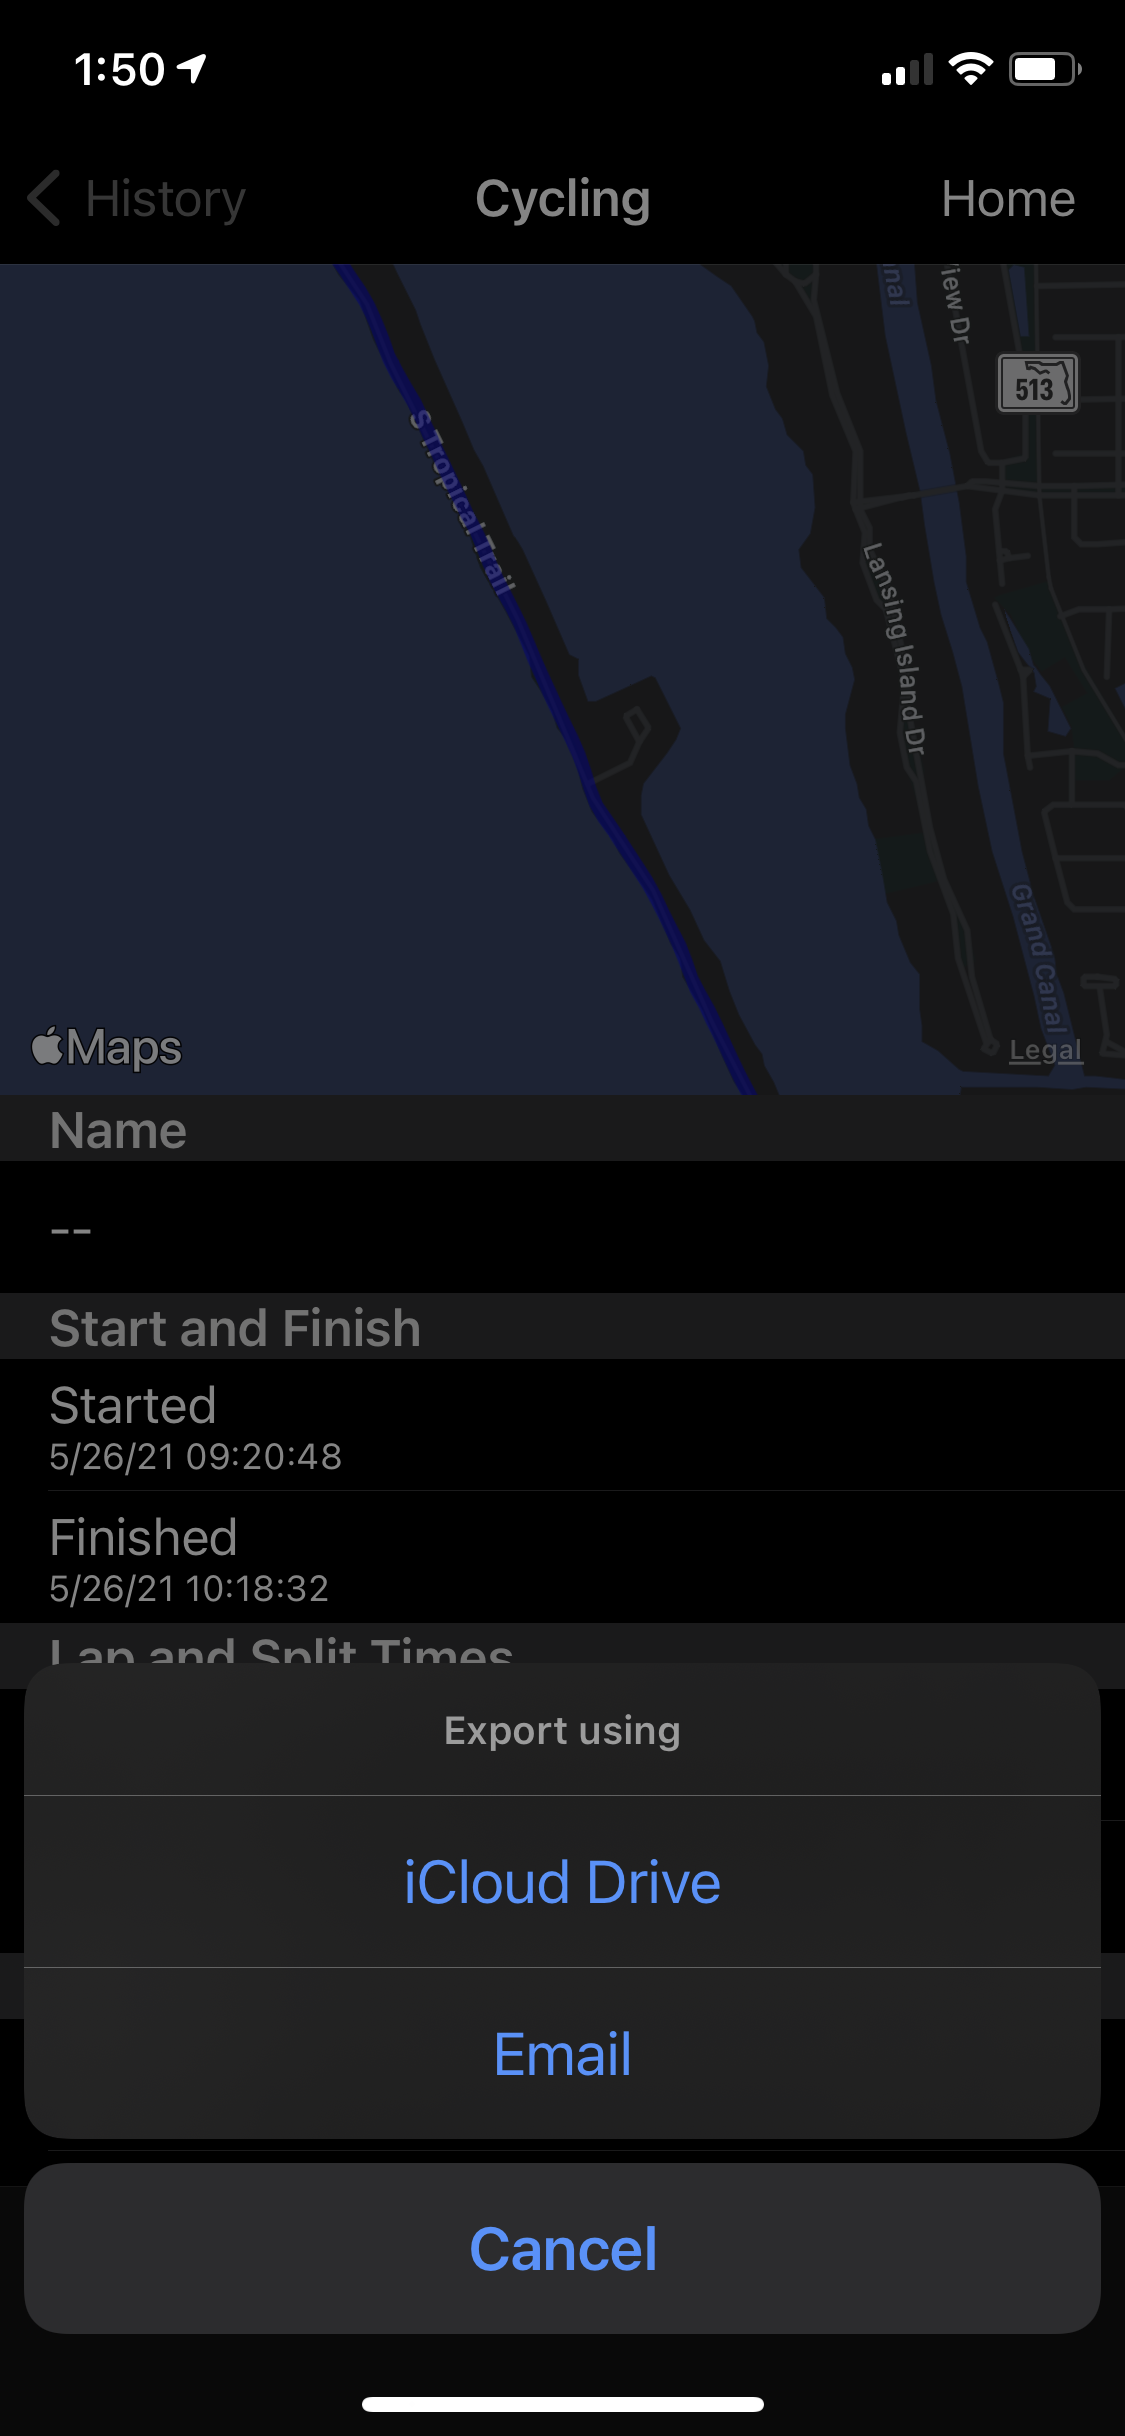 1:50
History
Cycling
Home
nal
iew Dr
513
S Tropical Trail
Lansing Island Dr
Grand Canal
Maps
Legal
Name
--
Start and Finish
Started
5/26/21 09:20:48
Finished
5/26/21 10:18:32
Lap and Split Times
Export using
iCloud Drive
Email
Cancel